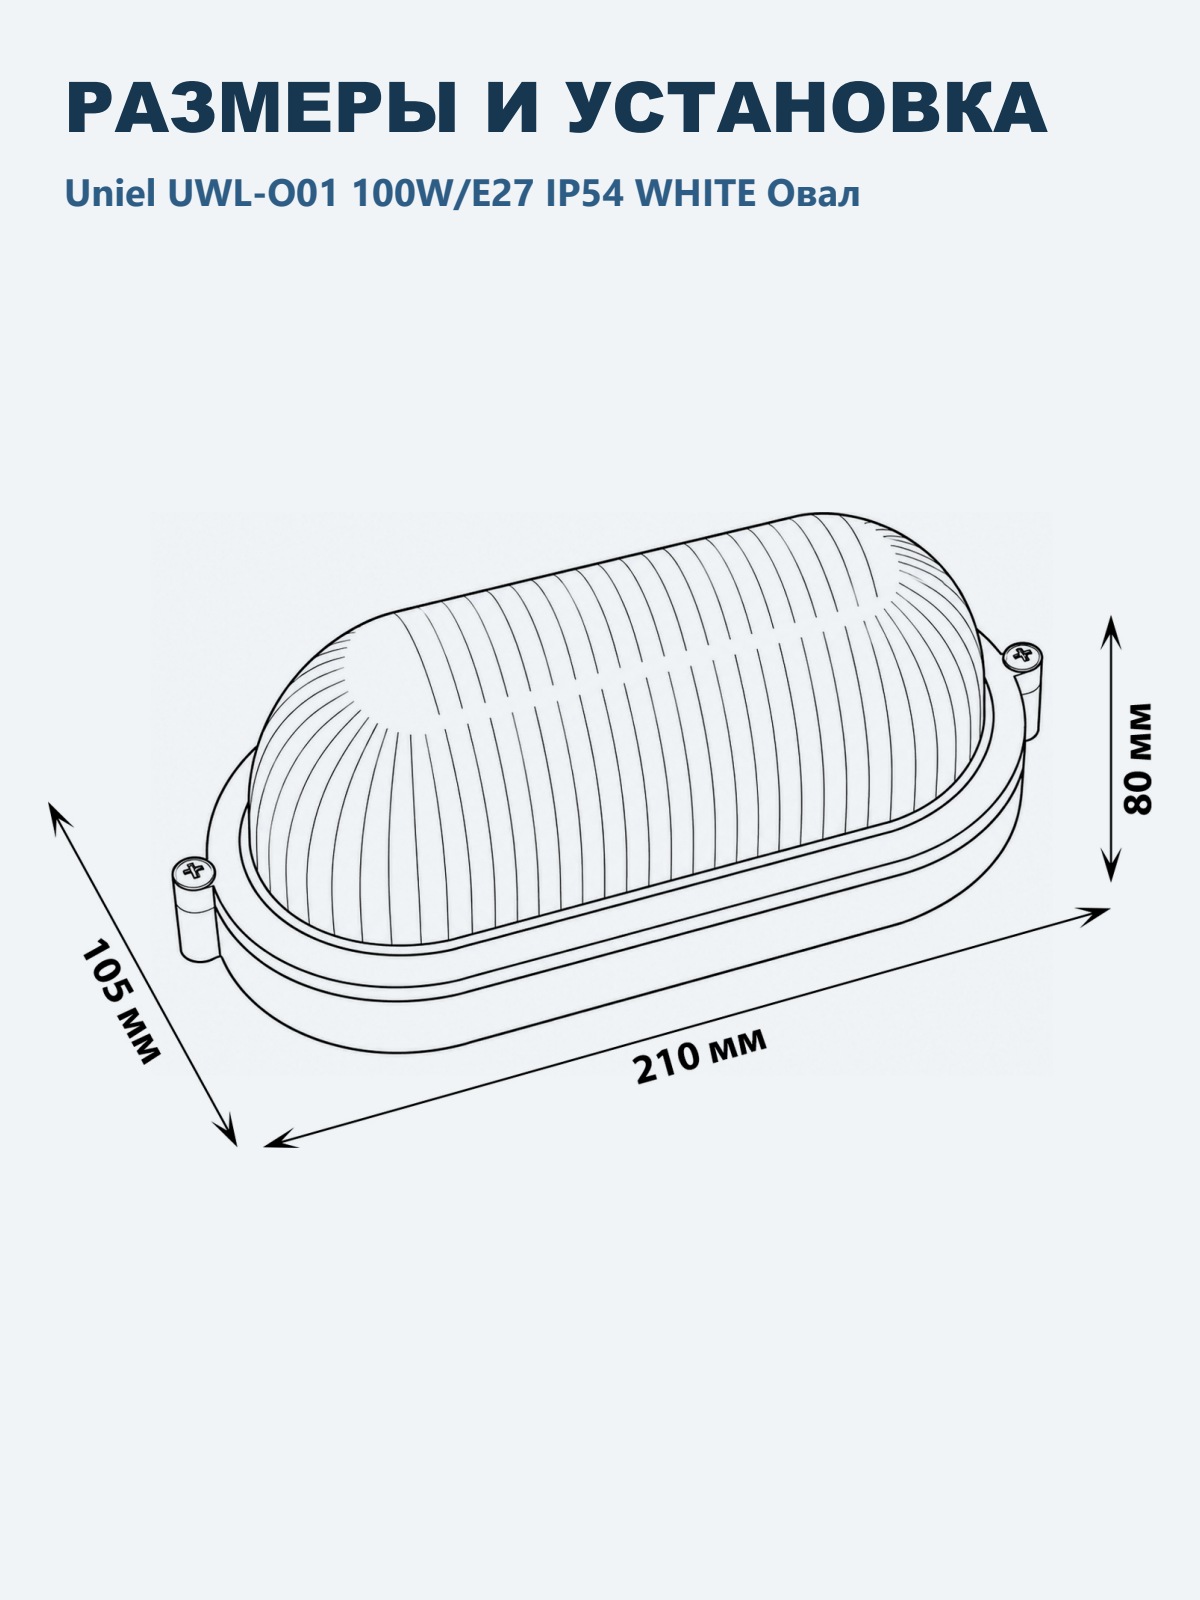 РАЗМЕРЫ И УСТАНОВКА
Uniel UWL-O01 100W/E27 IP54 WHITE Овал
80 мм
105 мм
210 мм